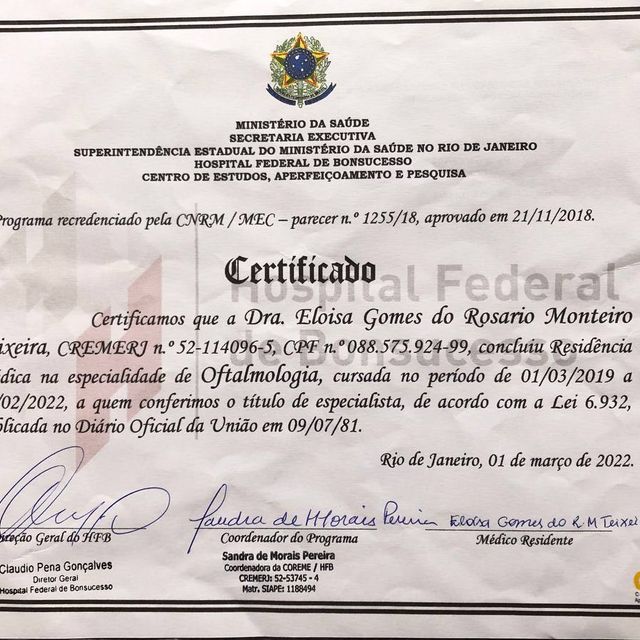 MINISTÉRIO DA SAÚDE
SECRETARIA EXECUTIVA
SUPERINTENDÊNCIA ESTADUAL DO MINISTÉRIO DA SAÚDE NO RIO DE JANEIRO
HOSPITAL FEDERAL DE BONSUCESSO
CENTRO DE ESTUDOS, APERFEIÇOAMENTO E PESQUISA
Programa recredenciado pela CNRM / MEC – parecer n.º 1255/18, aprovado em 21/11/2018.
Certificado
Hospital Federal
de Bonsucesso
Certificamos que a Dra. Eloisa Gomes do Rosario Monteiro
ixeira, CREMERJ n.º 52-114096-5, CPF nº 088.575.924-99, concluiu Residência
dica na especialidade de Oftalmologia, cursada no período de 01/03/2019 a
/02/2022, a quem conferimos o título de especialista, de acordo com a Lei 6.932,
blicada no Diário Oficial da União em 09/07/81.
Rio de Janeiro, 01 de março de 2022.
Sandra de Morais Pereira
Eloísa Gomes do R. M Teixei
reção Geral do HFB
Coordenador do Programa
Médico Residente
Claudio Pena Gonçalves
Diretor Geral
Hospital Federal de Bonsucesso
Sandra de Morais Pereira
Coordenadora da COREME / HFB
CREMERJ: 52-53745 - 4
Matr. SIAPE: 1188494